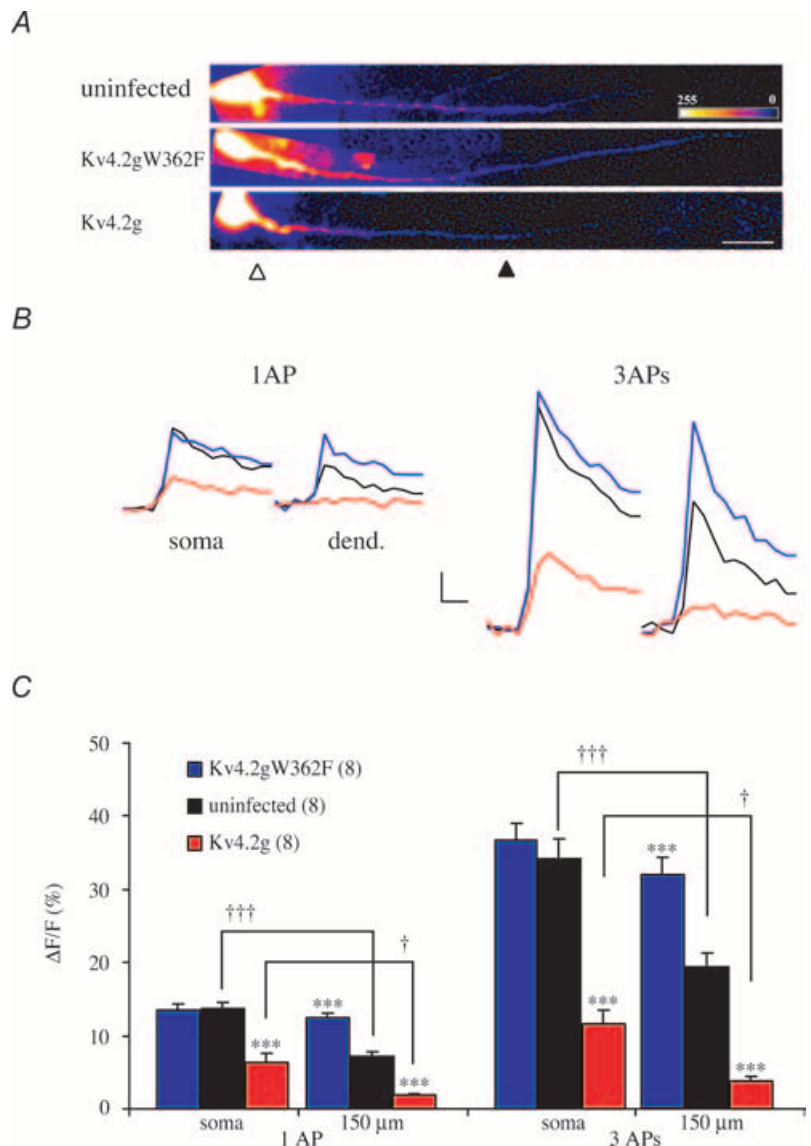 A
uninfected
255 0
Kv4.2gW362F
Kv4.2g
B
1AP 3APs
soma dend.
C
50
40
30
20
10
0
ΔF/F (%)
Kv4.2gW362F (8)
uninfected (8)
Kv4.2g (8)
††† †
*** *** ***
††† †
*** *** ***
soma 150 μm soma 150 μm
1 AP 3 APs